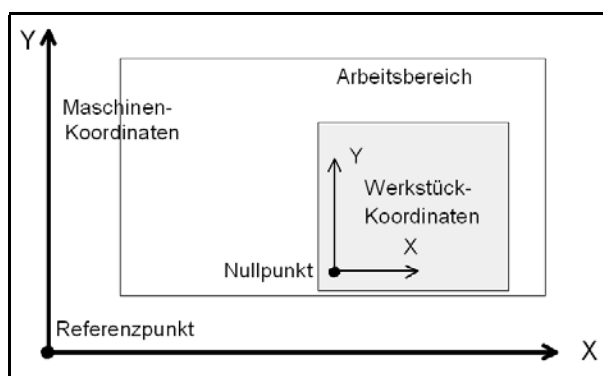 Y
Arbeitsbereich
Maschinen-
Koordinaten
Y
Werkstück-
Koordinaten
X
Nullpunkt
Referenzpunkt
X